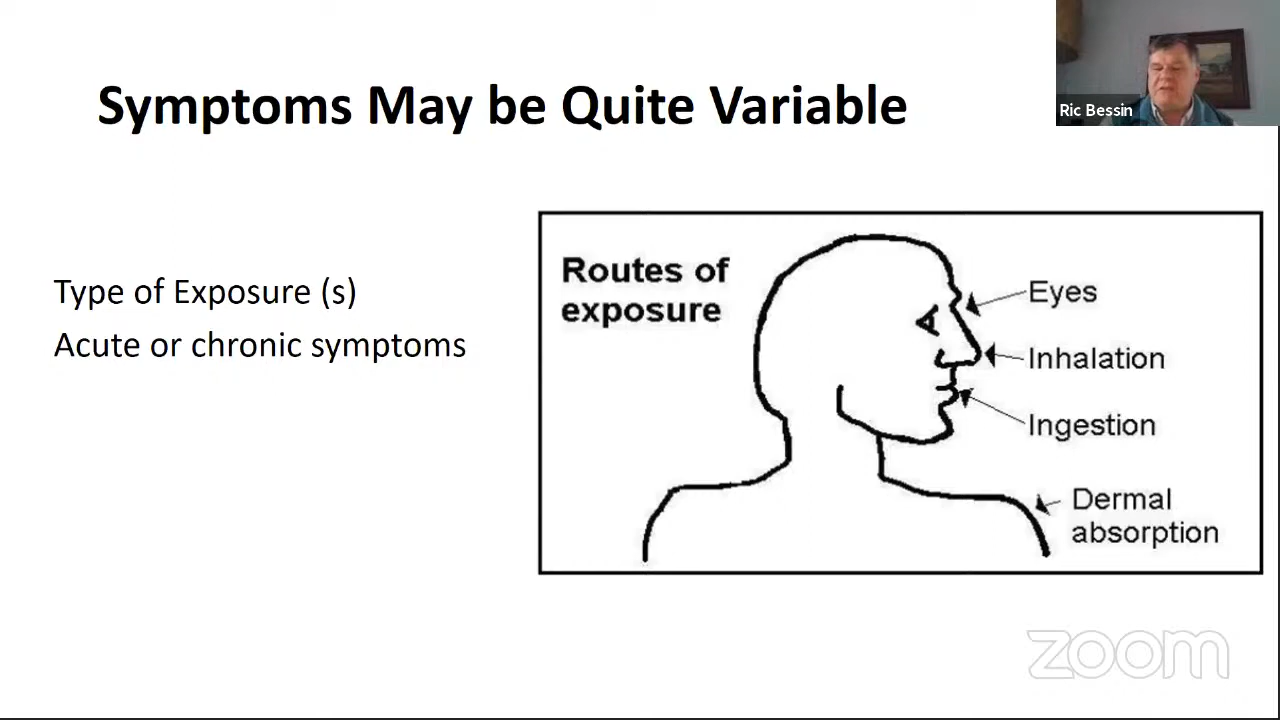 Symptoms May be Quite Variable
Ric Bessin
Type of Exposure (s)
Acute or chronic symptoms
Routes of
exposure
Eyes
Inhalation
Ingestion
Dermal
absorption
zoom